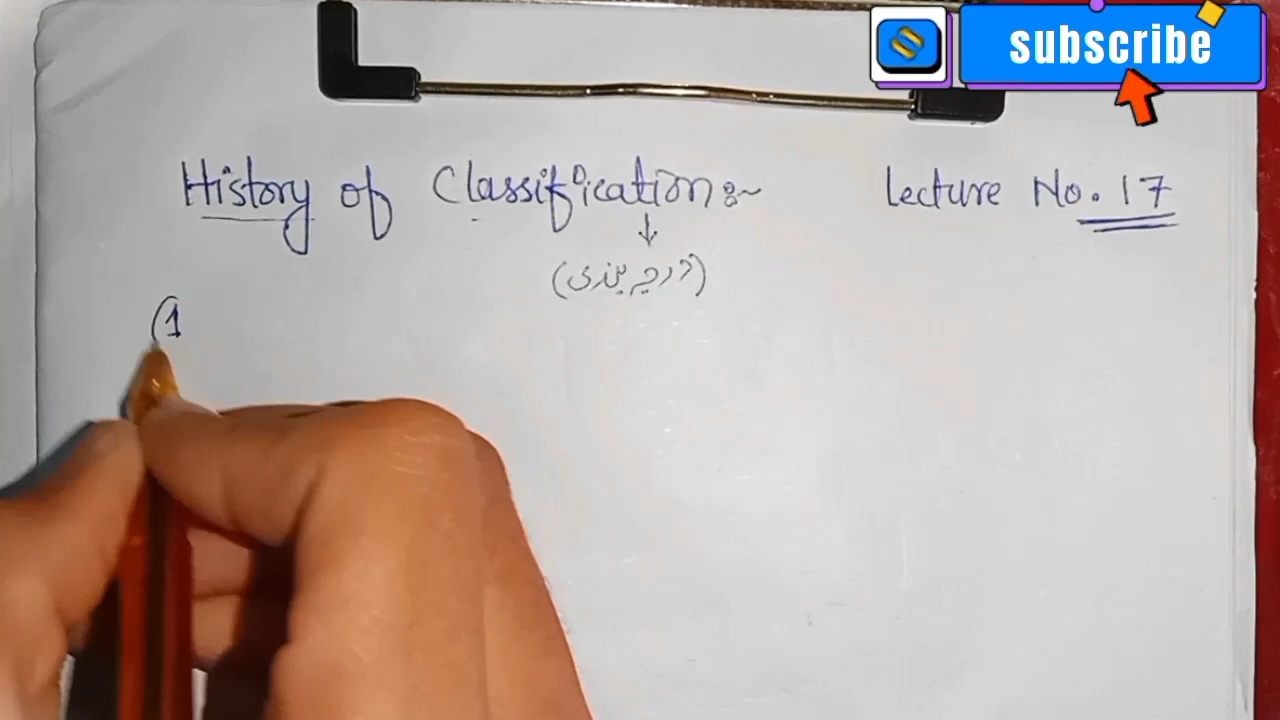 subscribe
History of Classification:~ Lecture No. 17
↓
(درجہ بندی)
(1